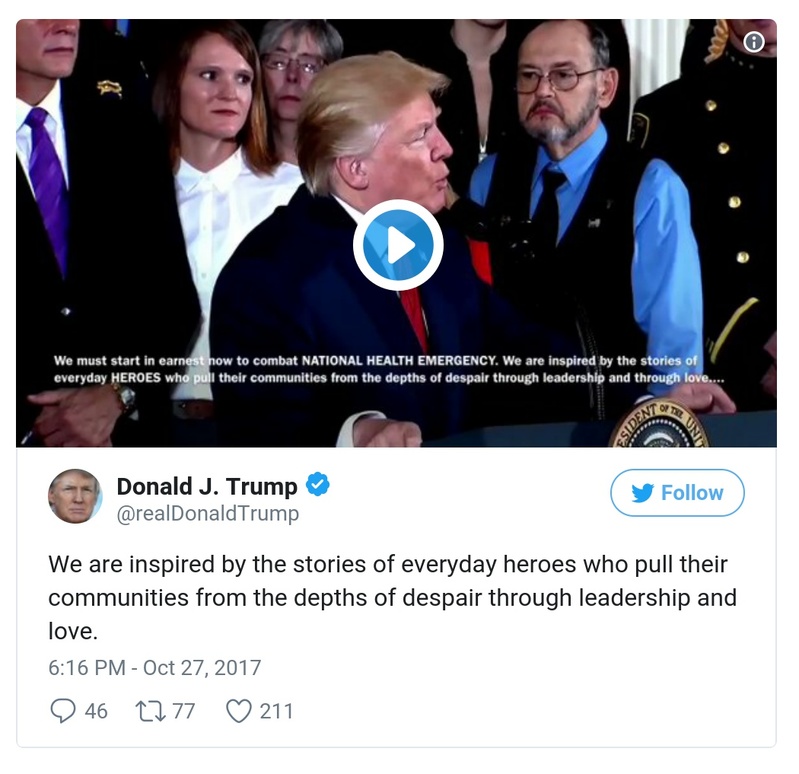 We must start in earnest now to combat NATIONAL HEALTH EMERGENCY. We are inspired by the stories of
everyday HEROES who pull their communities from the depths of despair through leadership and through love....
SIDENT OF THE UNI
Donald J. Trump
@realDonaldTrump
Follow
We are inspired by the stories of everyday heroes who pull their
communities from the depths of despair through leadership and
love.
6:16 PM - Oct 27, 2017
46 77 211